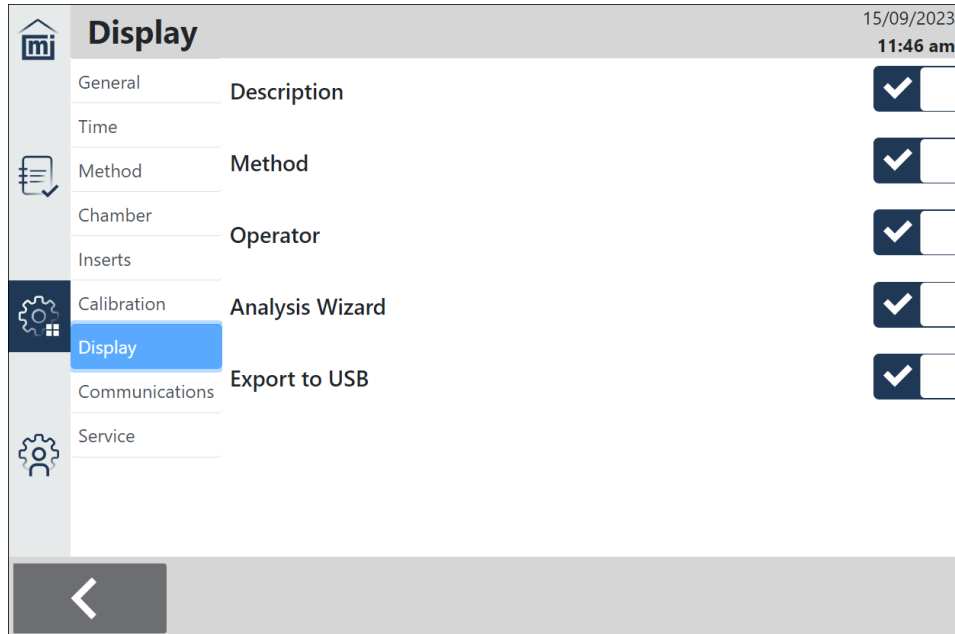 mi
Display
15/09/2023
11:46 am
General
Time
Method
Chamber
Inserts
Calibration
Display
Communications
Service
Description
Method
Operator
Analysis Wizard
Export to USB